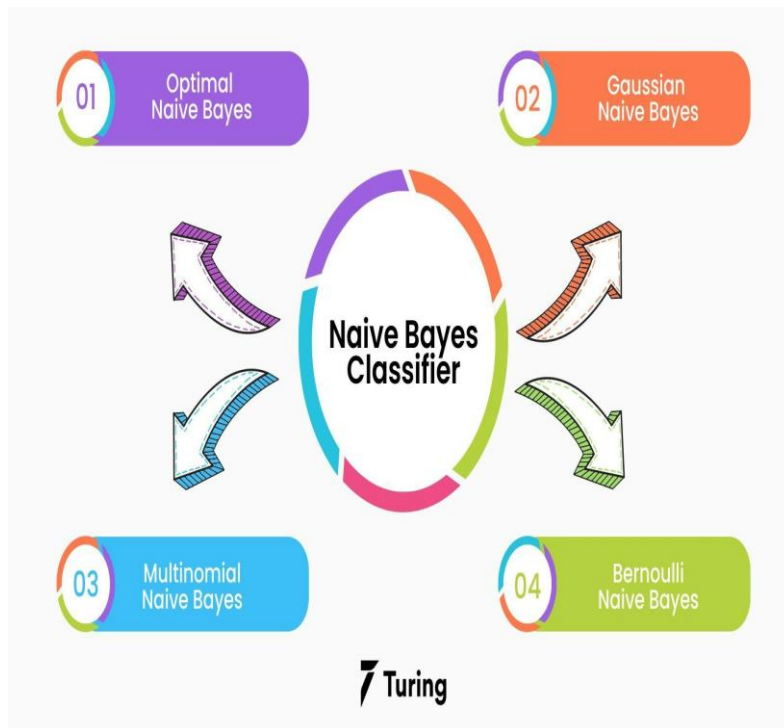 01
Optimal
Naive Bayes
02
Gaussian
Naive Bayes
Naive Bayes
Classifier
03
Multinomial
Naive Bayes
04
Bernoulli
Naive Bayes
Turing